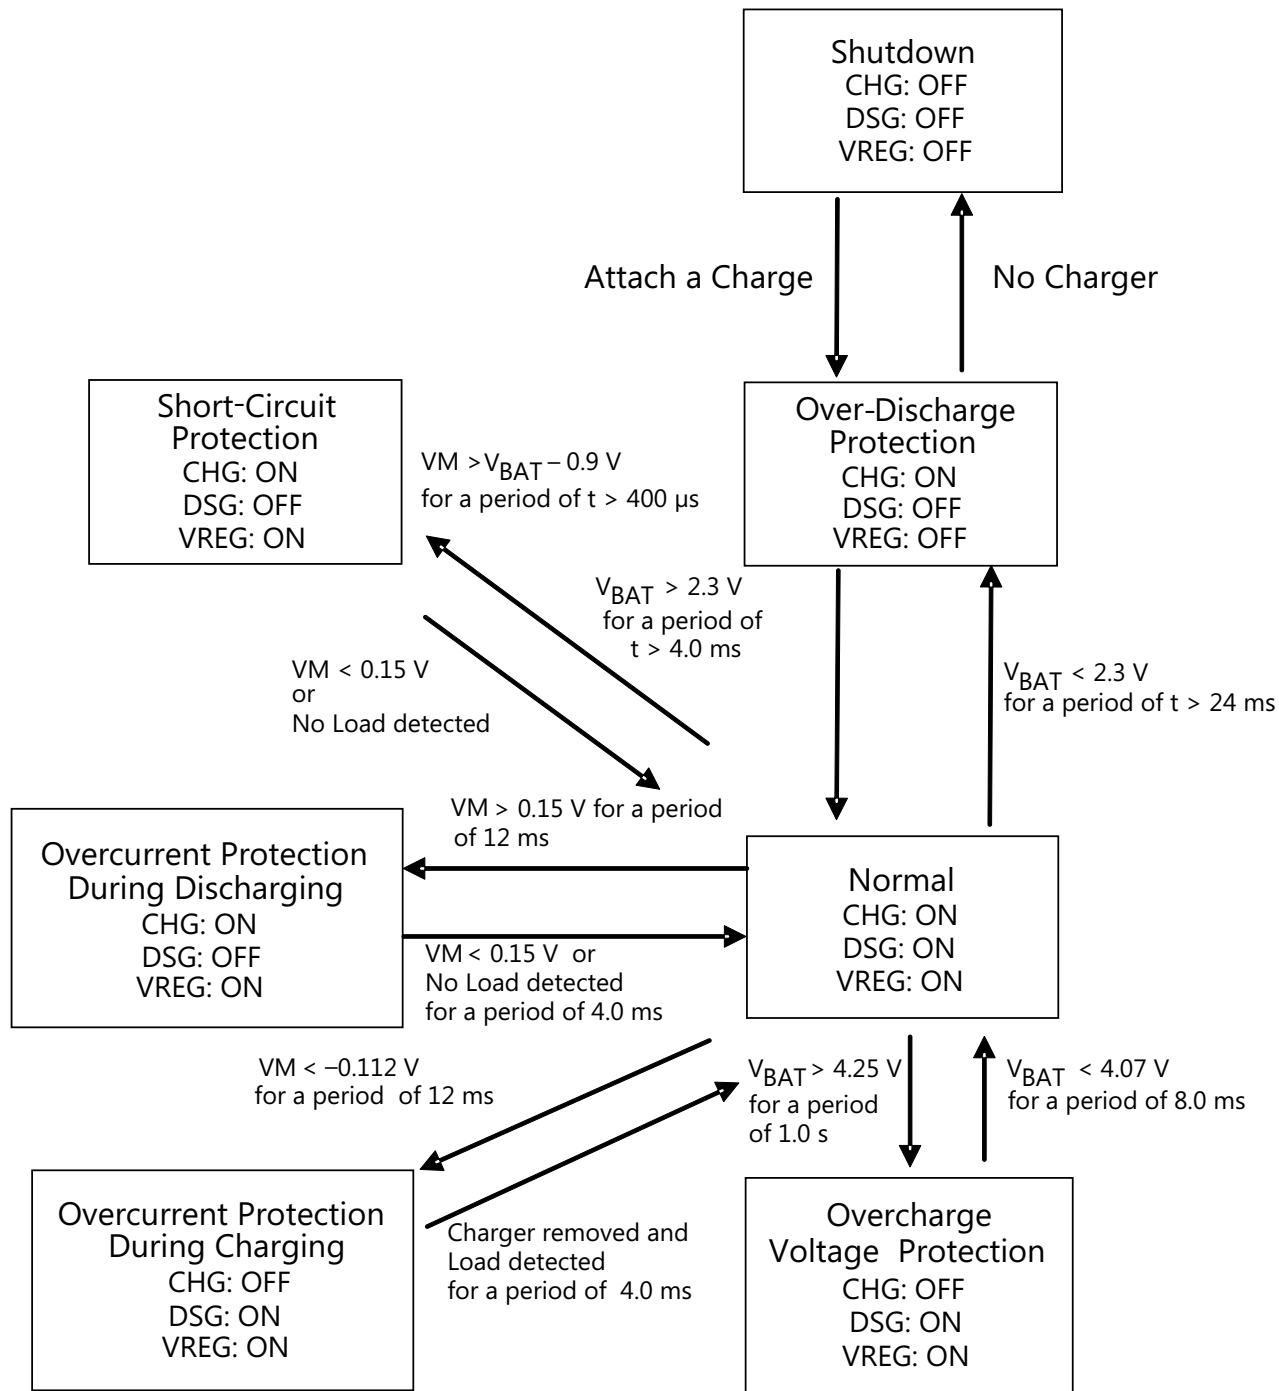 Shutdown
CHG: OFF
DSG: OFF
VREG: OFF
Attach a Charge
No Charger
Short-Circuit
Protection
CHG: ON
DSG: OFF
VREG: ON
VM > VBAT – 0.9 V
for a period of t > 400 µs
Over-Discharge
Protection
CHG: ON
DSG: OFF
VREG: OFF
VBAT > 2.3 V
for a period of
t > 4.0 ms
VM < 0.15 V
or
No Load detected
VBAT < 2.3 V
for a period of t > 24 ms
VM > 0.15 V for a period
of 12 ms
Overcurrent Protection
During Discharging
CHG: ON
DSG: OFF
VREG: ON
Normal
CHG: ON
DSG: ON
VREG: ON
VM < 0.15 V or
No Load detected
for a period of 4.0 ms
VM < –0.112 V
for a period of 12 ms
VBAT > 4.25 V
for a period
of 1.0 s
VBAT < 4.07 V
for a period of 8.0 ms
Overcurrent Protection
During Charging
CHG: OFF
DSG: ON
VREG: ON
Charger removed and
Load detected
for a period of 4.0 ms
Overcharge
Voltage Protection
CHG: OFF
DSG: ON
VREG: ON